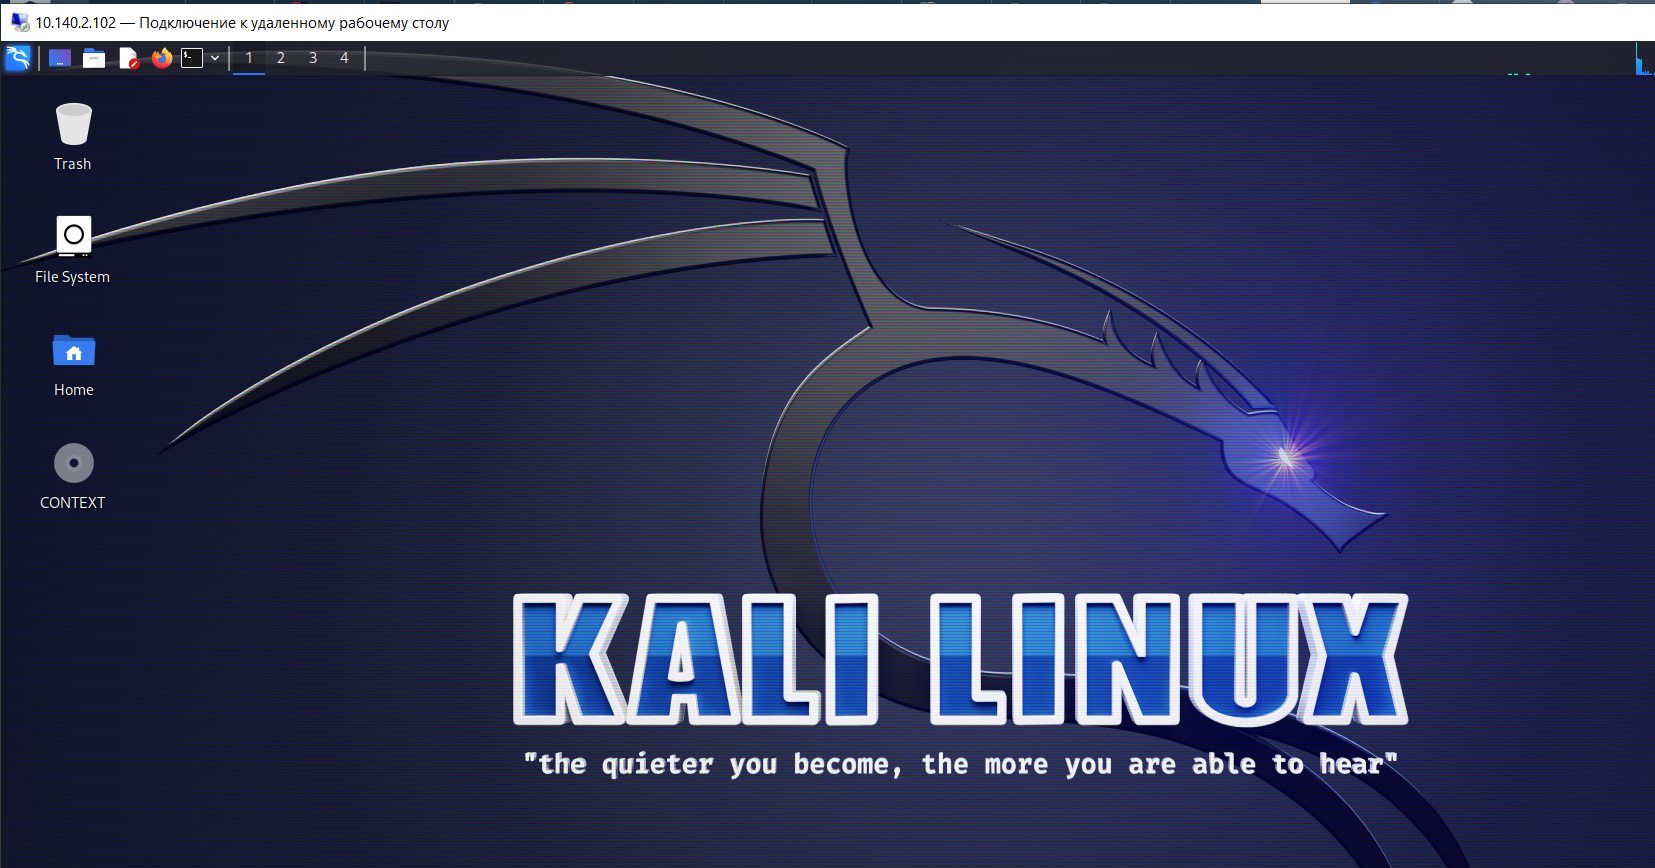 10.140.2.102 — Подключение к удаленному рабочему столу
1 2 3 4
Trash
File System
Home
CONTEXT
KALI LINUX
"the quieter you become, the more you are able to hear"